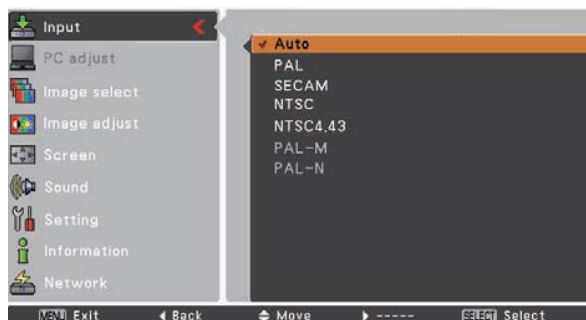 Input
PC adjust
Image select
Image adjust
Screen
Sound
Setting
Information
Network
Auto
PAL
SECAM
NTSC
NTSC4.43
PAL-M
PAL-N
MENU Exit Back Move ----- SELECT Select